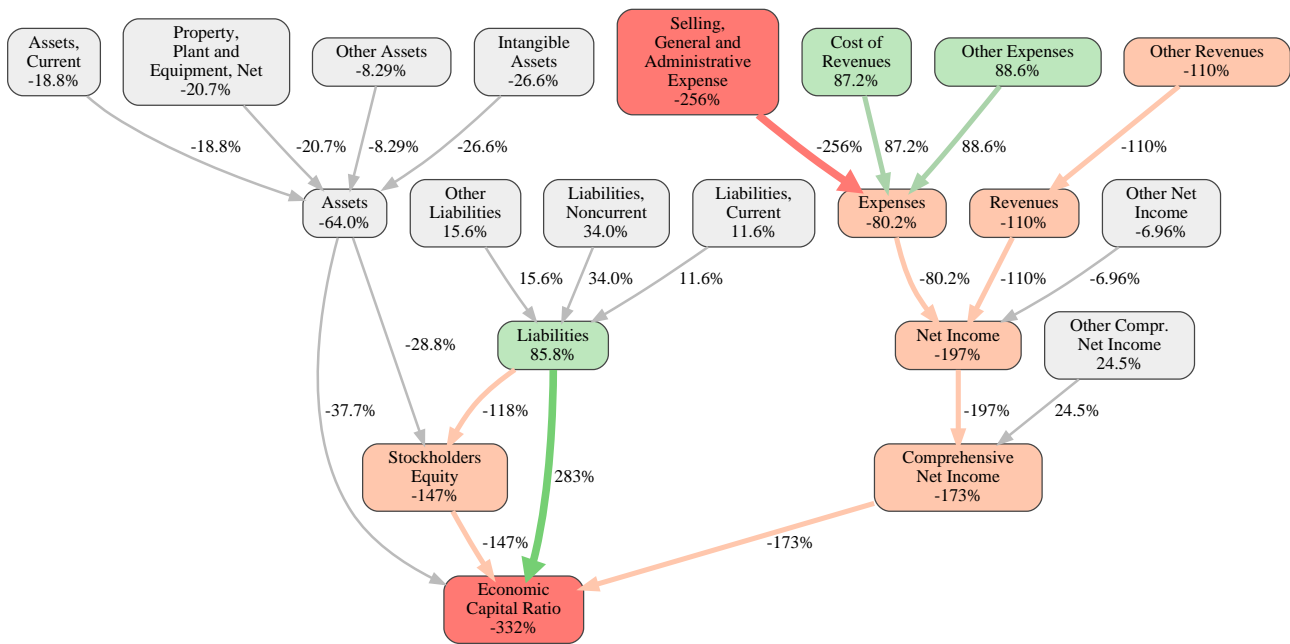 Assets,
Current
-18.8%
Property,
Plant and
Equipment, Net
-20.7%
Other Assets
-8.29%
Intangible
Assets
-26.6%
Selling,
General and
Administrative
Expense
-256%
Cost of
Revenues
87.2%
Other Expenses
88.6%
Other Revenues
-110%
-18.8%
-20.7%
-8.29%
-26.6%
-256%
87.2%
88.6%
-110%
Assets
-64.0%
Other
Liabilities
15.6%
Liabilities,
Noncurrent
34.0%
Liabilities,
Current
11.6%
Expenses
-80.2%
Revenues
-110%
Other Net
Income
-6.96%
15.6%
34.0%
11.6%
-80.2%
-110%
-6.96%
Liabilities
85.8%
Net Income
-197%
Other Compr.
Net Income
24.5%
-28.8%
-37.7%
-118%
-197%
24.5%
Stockholders
Equity
-147%
283%
Comprehensive
Net Income
-173%
-147%
-173%
Economic
Capital Ratio
-332%